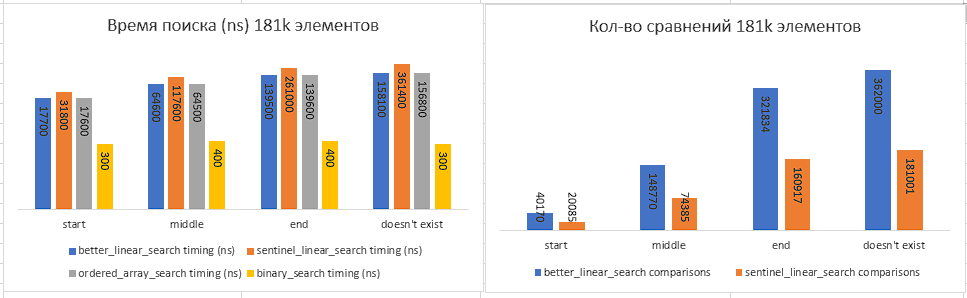 Время поиска (ns) 181k элементов
17700
31800
17600
300
64600
117600
64500
400
139500
261000
139600
400
158100
361400
156800
300
start
middle
end
doesn't exist
better_linear_search timing (ns)
sentinel_linear_search timing (ns)
ordered_array_search timing (ns)
binary_search timing (ns)
Кол-во сравнений 181k элементов
40170
20085
148770
74385
321834
160917
362000
181001
start
middle
end
doesn't exist
better_linear_search comparisons
sentinel_linear_search comparisons